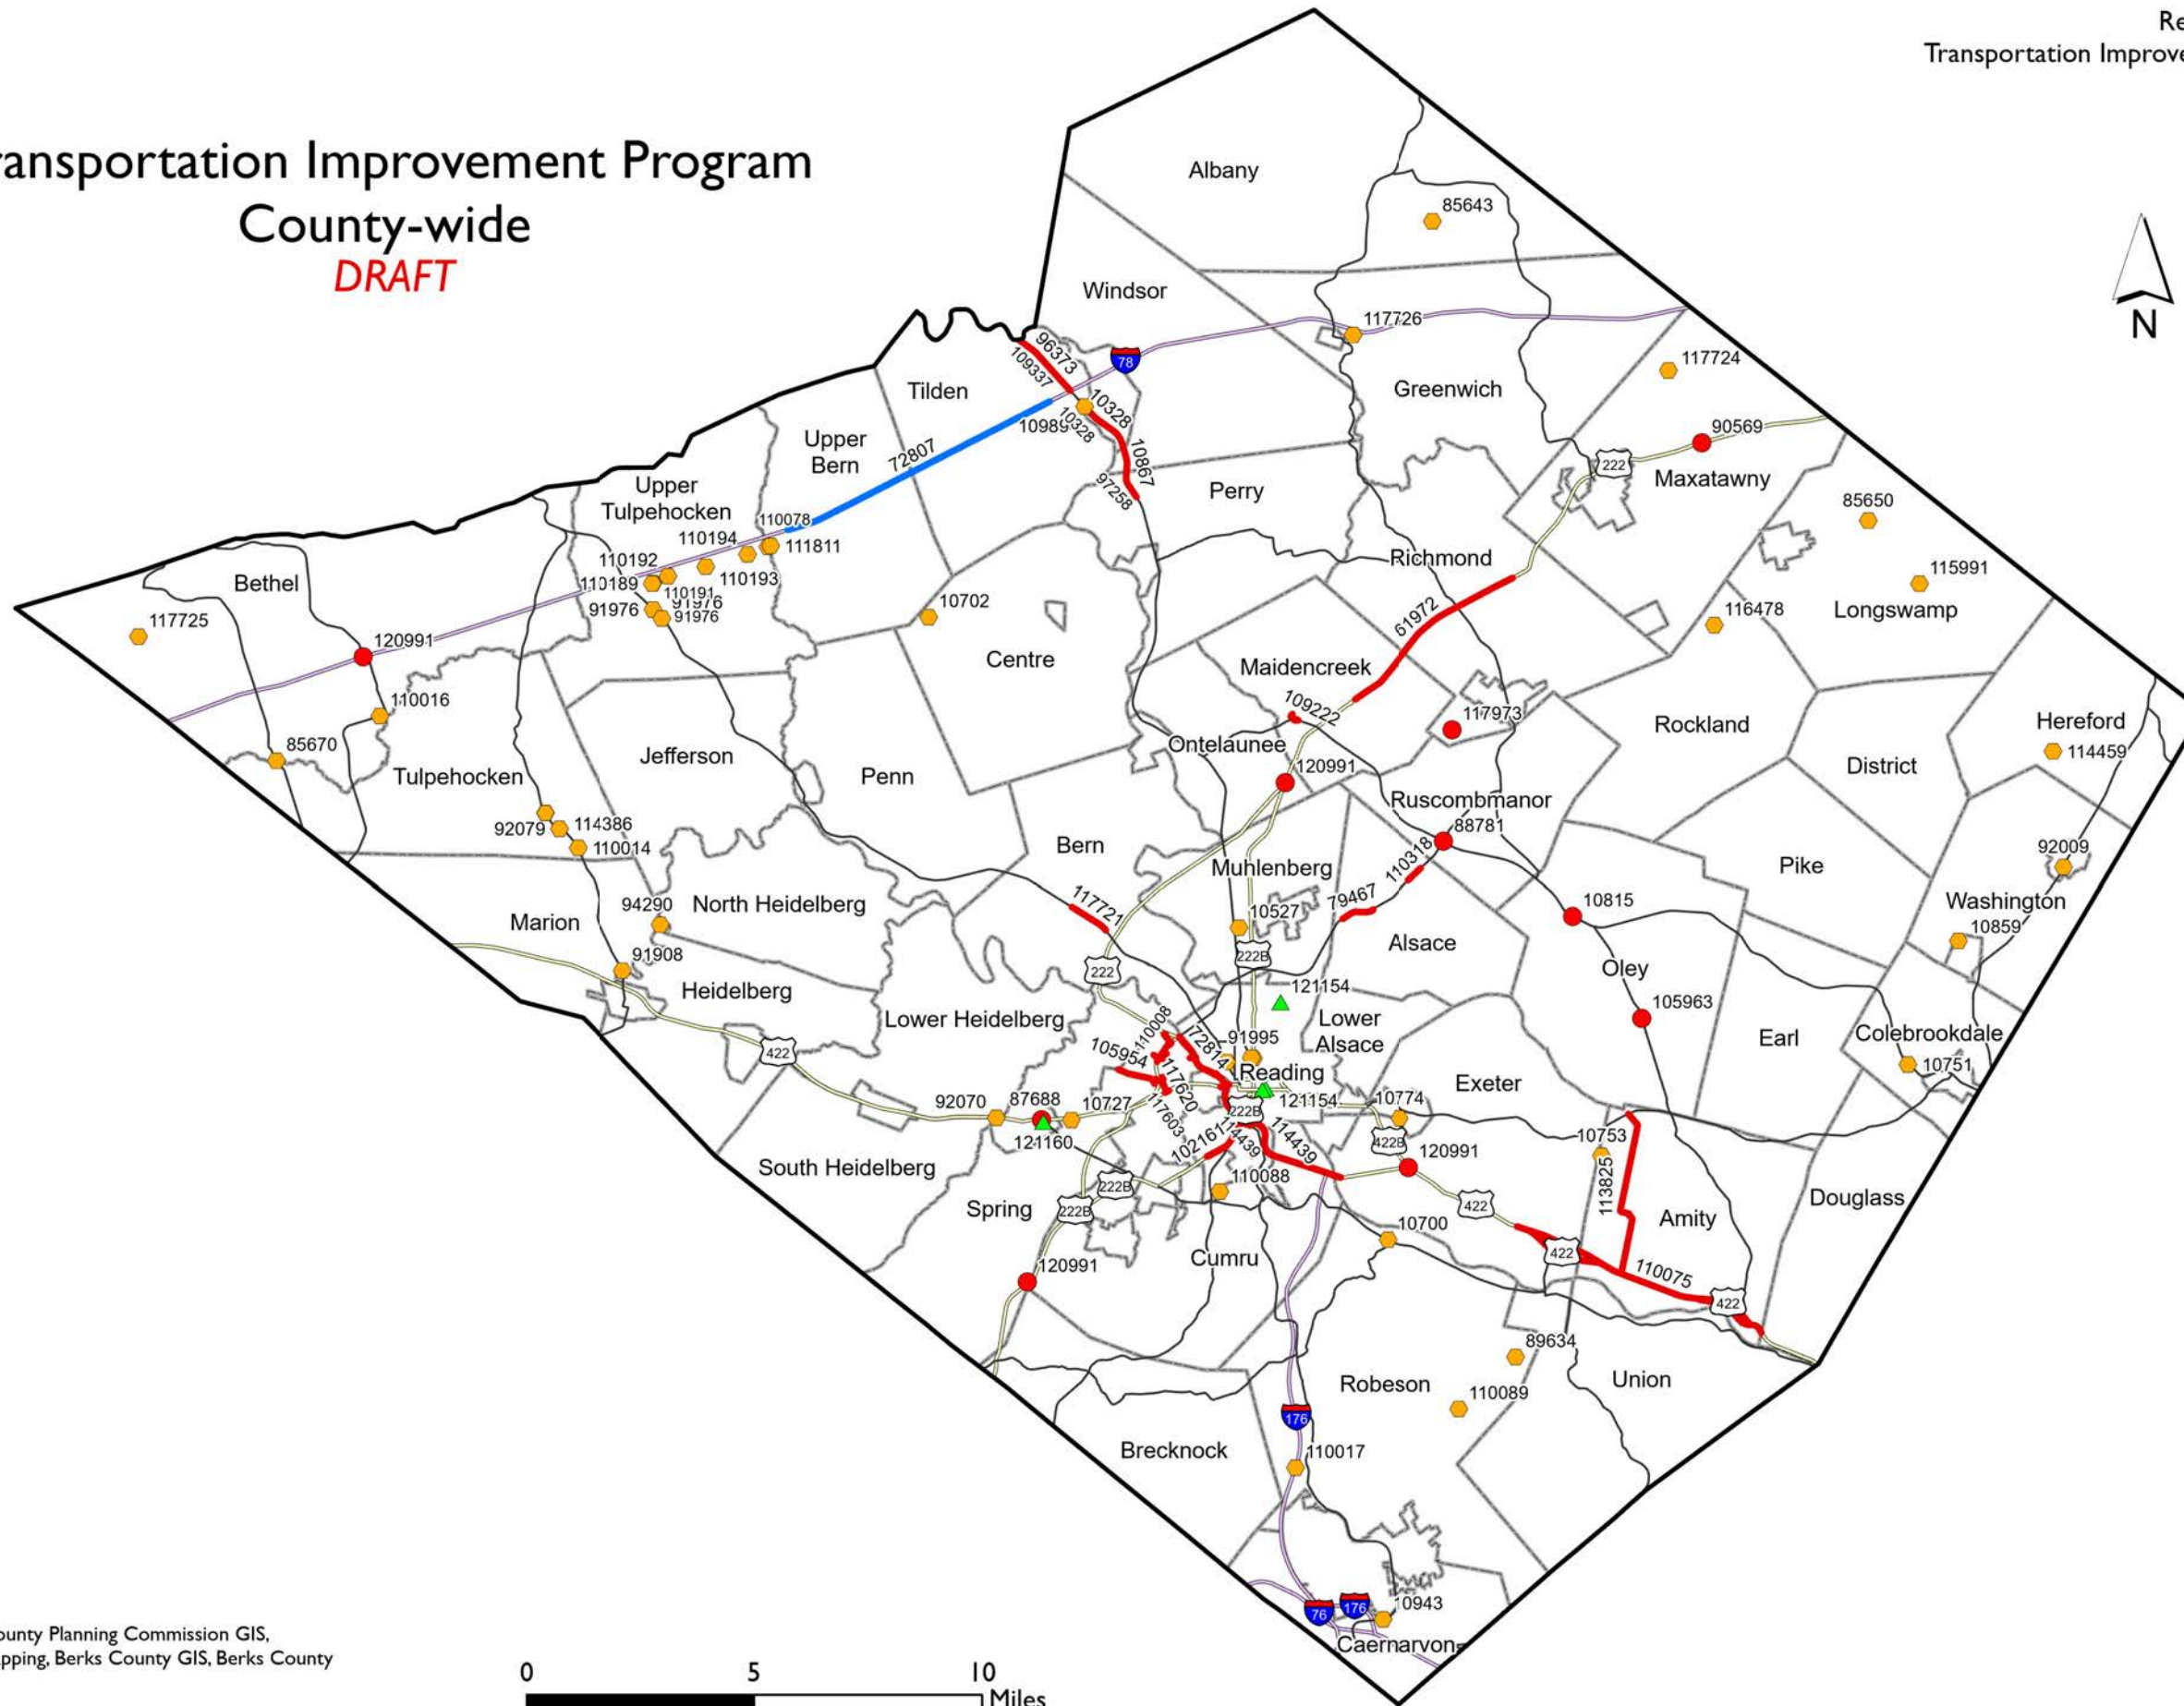 Re
Transportation Improve
ransportation Improvement Program
County-wide
DRAFT
Albany
85643
N
Windsor
117726
117724
96373
109337
78
Tilden
Greenwich
10328
10328
10989
90569
Upper
Bern
72807
10867
222
Maxatawny
97258
Perry
Upper
Tulpehocken
85650
110078
110194
111811
110192
Richmond
110189
110193
Bethel
110191
91976
91976
91976
115991
10702
116478
Longswamp
117725
61972
120991
Centre
Maidencreek
110016
109222
117973
Rockland
Hereford
85670
Jefferson
Ontelaunee
114459
Tulpehocken
Penn
120991
District
Ruscombmanor
92079
114386
88781
110014
Bern
Muhlenberg
110318
Pike
92009
North Heidelberg
94290
117721
79467
10815
Washington
Marion
10527
10859
91908
Alsace
222B
222
Oley
Heidelberg
121154
105963
Lower Heidelberg
Lower
Alsace
110008
91995
Earl
Colebrookdale
422
105954
72814
10751
Reading
Exeter
117620
92070
87688
10727
121154
10774
222B
117603
121160
114439
114439
10753
422B
120991
102161
South Heidelberg
110088
113825
222B
Douglass
Spring
222B
422
Amity
10700
Cumru
422
120991
110075
422
89634
Robeson
Union
110089
176
Brecknock
110017
10943
76
176
ounty Planning Commission GIS,
Caernarvon
pping, Berks County GIS, Berks County
0
5
10
Miles